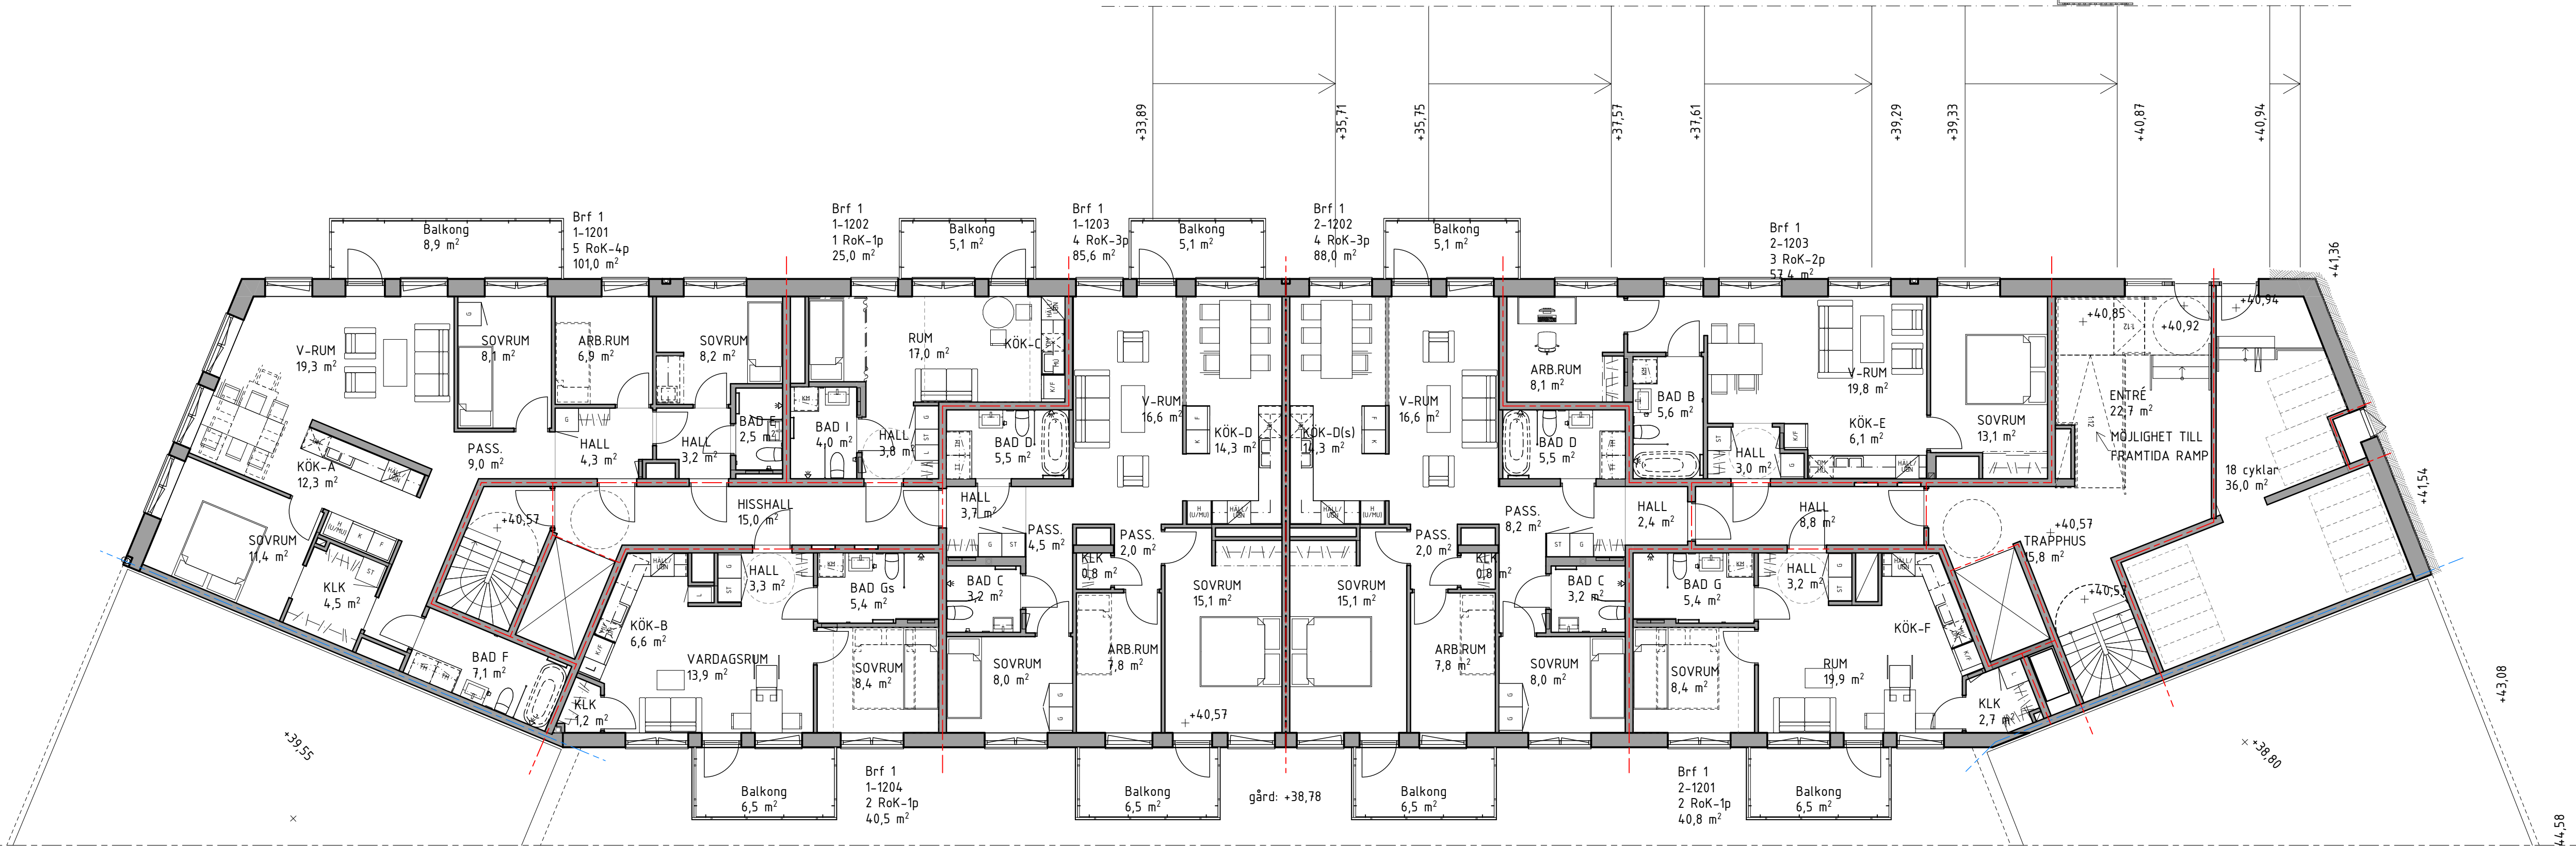 +33,89
+35,71
+35,75
+37,57
+37,61
+39,29
+39,33
+40,87
+40,94
+41,36
Brf 1
1-1201
5 RoK-4p
101,0 m²
Brf 1
1-1202
1 RoK-1p
25,0 m²
Brf 1
1-1203
4 RoK-3p
85,6 m²
Brf 1
2-1202
4 RoK-3p
88,0 m²
Brf 1
2-1203
3 RoK-2p
57,4 m²
Balkong
8,9 m²
Balkong
5,1 m²
Balkong
5,1 m²
Balkong
5,1 m²
V-RUM
19,3 m²
SOVRUM
8,1 m²
ARB.RUM
6,9 m²
SOVRUM
8,2 m²
RUM
17,0 m²
KÖK-C
V-RUM
16,6 m²
KÖK-D
14,3 m²
KÖK-D(s)
14,3 m²
V-RUM
16,6 m²
ARB.RUM
8,1 m²
BAD B
5,6 m²
V-RUM
19,8 m²
KÖK-E
6,1 m²
SOVRUM
13,1 m²
+40,85
+40,92
+40,94
1:12
1:12
ENTRÉ
22,7 m²
MÖJLIGHET TILL
FRAMTIDA RAMP
18 cyklar
36,0 m²
+41,54
KÖK-A
12,3 m²
PASS.
9,0 m²
HALL
4,3 m²
HALL
3,2 m²
BAD E
2,5 m²
BAD I
4,0 m²
HALL
3,8 m²
BAD D
5,5 m²
BAD D
5,5 m²
HALL
3,0 m²
SOVRUM
11,4 m²
KLK
4,5 m²
+40,57
HISSHALL
15,0 m²
HALL
3,7 m²
PASS.
4,5 m²
PASS.
2,0 m²
KLK
0,8 m²
PASS.
2,0 m²
KLK
0,8 m²
PASS.
8,2 m²
HALL
2,4 m²
HALL
8,8 m²
+40,57
TRAPPHUS
15,8 m²
+40,57
BAD F
7,1 m²
KLK
1,2 m²
KÖK-B
6,6 m²
HALL
3,3 m²
BAD Gs
5,4 m²
VARDAGSRUM
13,9 m²
SOVRUM
8,4 m²
BAD C
3,2 m²
SOVRUM
8,0 m²
ARB.RUM
7,8 m²
SOVRUM
15,1 m²
+40,57
SOVRUM
15,1 m²
ARB.RUM
7,8 m²
BAD C
3,2 m²
SOVRUM
8,0 m²
BAD G
5,4 m²
HALL
3,2 m²
SOVRUM
8,4 m²
KÖK-F
RUM
19,9 m²
KLK
2,7 m²
+43,08
+39,55
+38,80
Balkong
6,5 m²
Brf 1
1-1204
2 RoK-1p
40,5 m²
Balkong
6,5 m²
gård: +38,78
Balkong
6,5 m²
Brf 1
2-1201
2 RoK-1p
40,8 m²
Balkong
6,5 m²
44,58